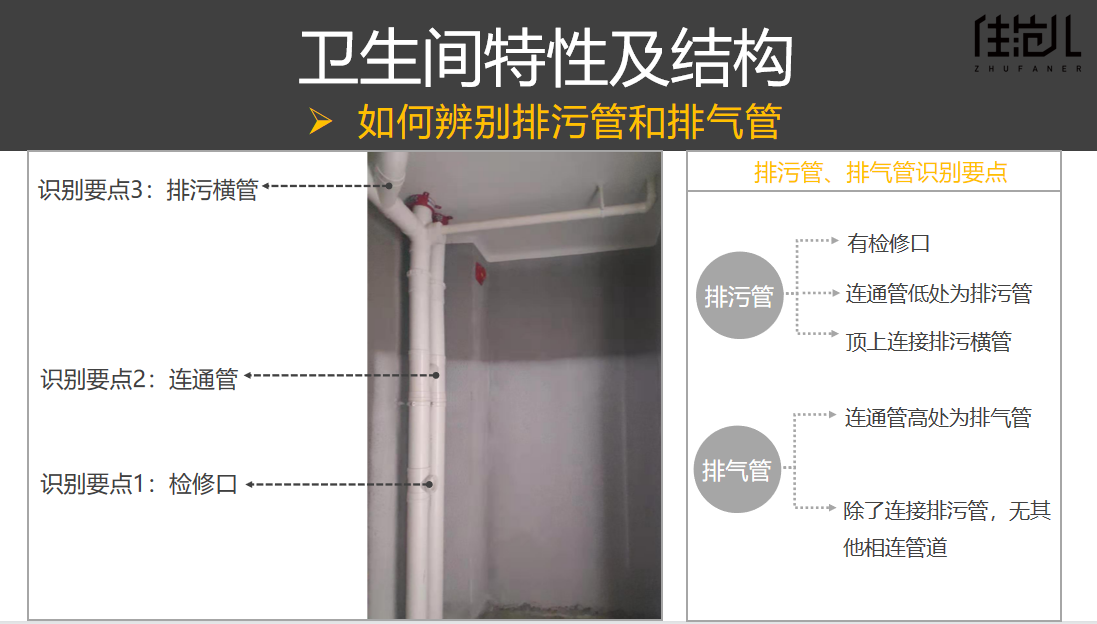 卫生间特性及结构
住范儿
ZHUFANER
如何辨别排污管和排气管
识别要点3：排污横管
识别要点2：连通管
识别要点1：检修口
排污管、排气管识别要点
排污管
有检修口
连通管低处为排污管
顶上连接排污横管
排气管
连通管高处为排气管
除了连接排污管，无其
他相连管道